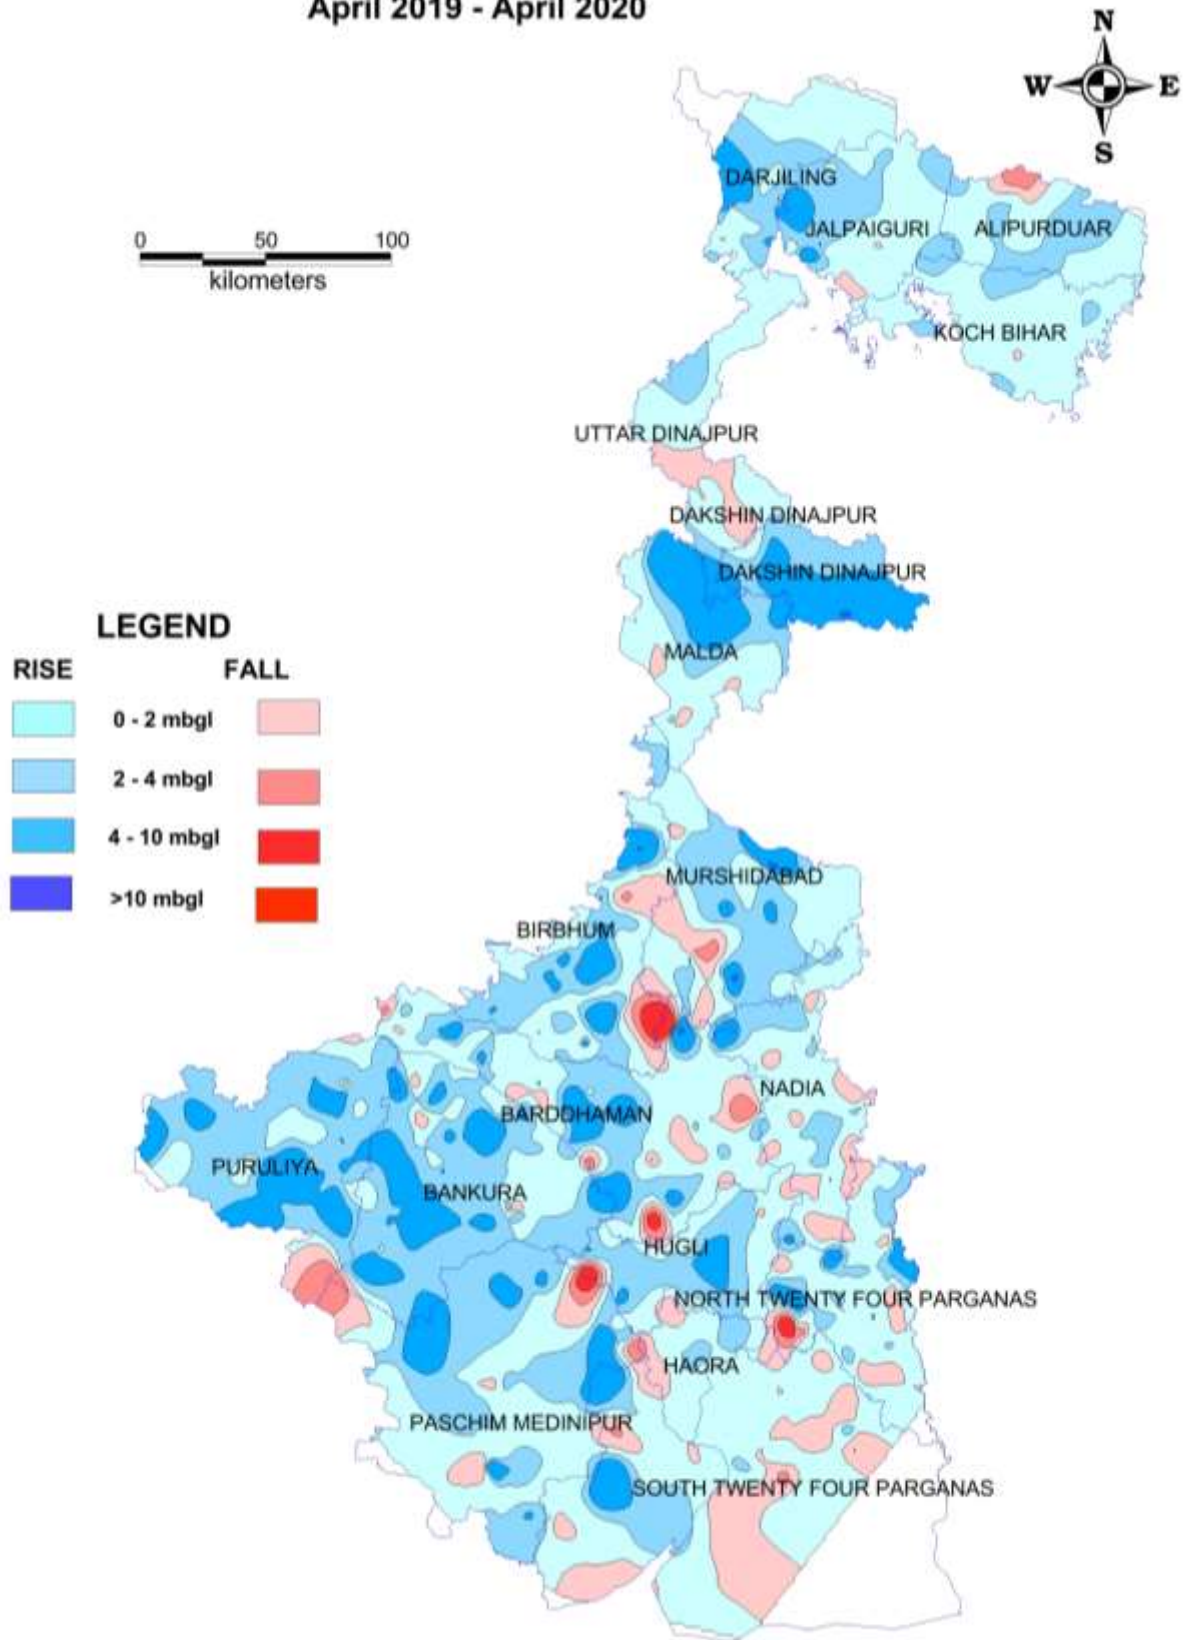 April 2019 - April 2020
N
W E
S
DARJILING
JALPAIGURI
ALIPURDUAR
0 50 100
kilometers
KOCH BIHAR
UTTAR DINAJPUR
DAKSHIN DINAJPUR
DAKSHIN DINAJPUR
LEGEND
RISE FALL
MALDA
0 - 2 mbgl
2 - 4 mbgl
4 - 10 mbgl
>10 mbgl
MURSHIDABAD
BIRBHUM
NADIA
BARDDHAMAN
PURULIYA
BANKURA
HUGLI
NORTH TWENTY FOUR PARGANAS
HAORA
PASCHIM MEDINIPUR
SOUTH TWENTY FOUR PARGANAS